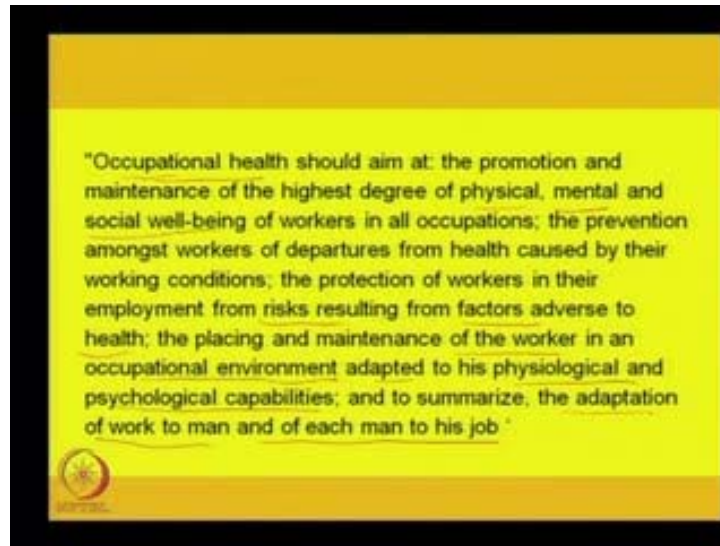 "Occupational health should aim at: the promotion and
maintenance of the highest degree of physical, mental and
social well-being of workers in all occupations; the prevention
amongst workers of departures from health caused by their
working conditions; the protection of workers in their
employment from risks resulting from factors adverse to
health; the placing and maintenance of the worker in an
occupational environment adapted to his physiological and
psychological capabilities; and to summarize, the adaptation
of work to man and of each man to his job '
NPTEL